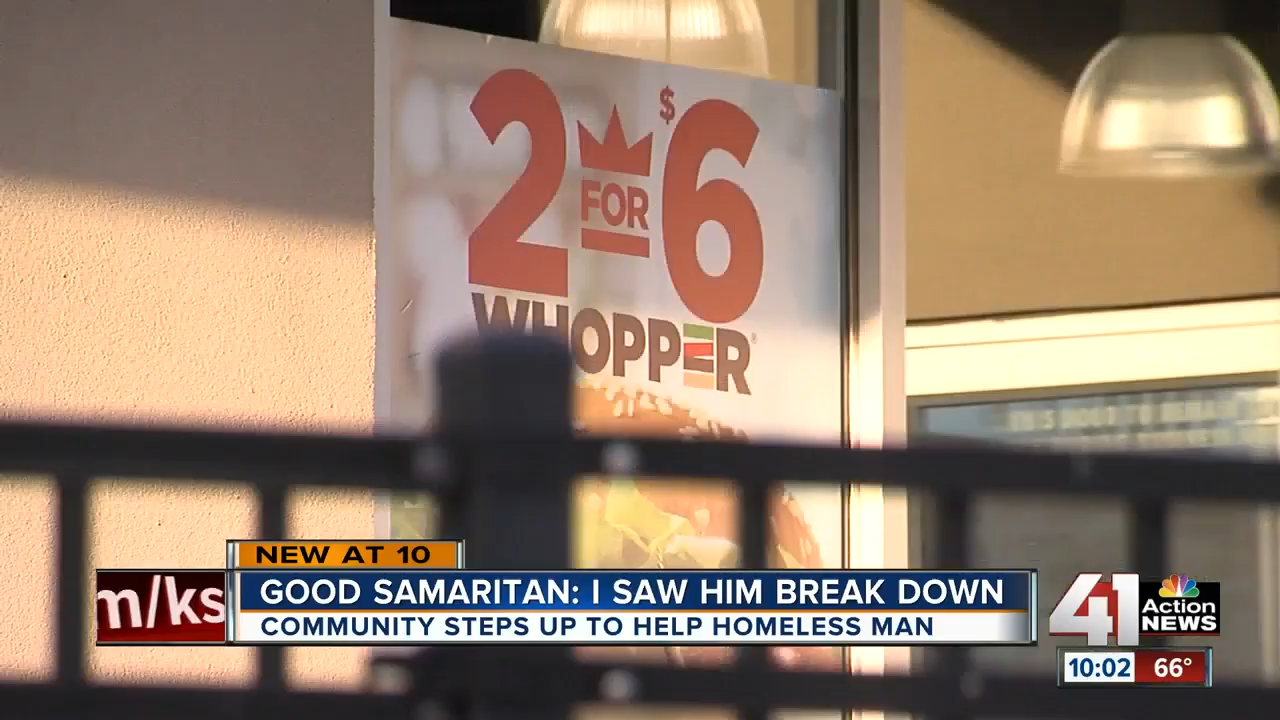 2 FOR $6
WHOPPER
NEW AT 10
m/ks
GOOD SAMARITAN: I SAW HIM BREAK DOWN
COMMUNITY STEPS UP TO HELP HOMELESS MAN
41 Action NEWS
10:02 66°